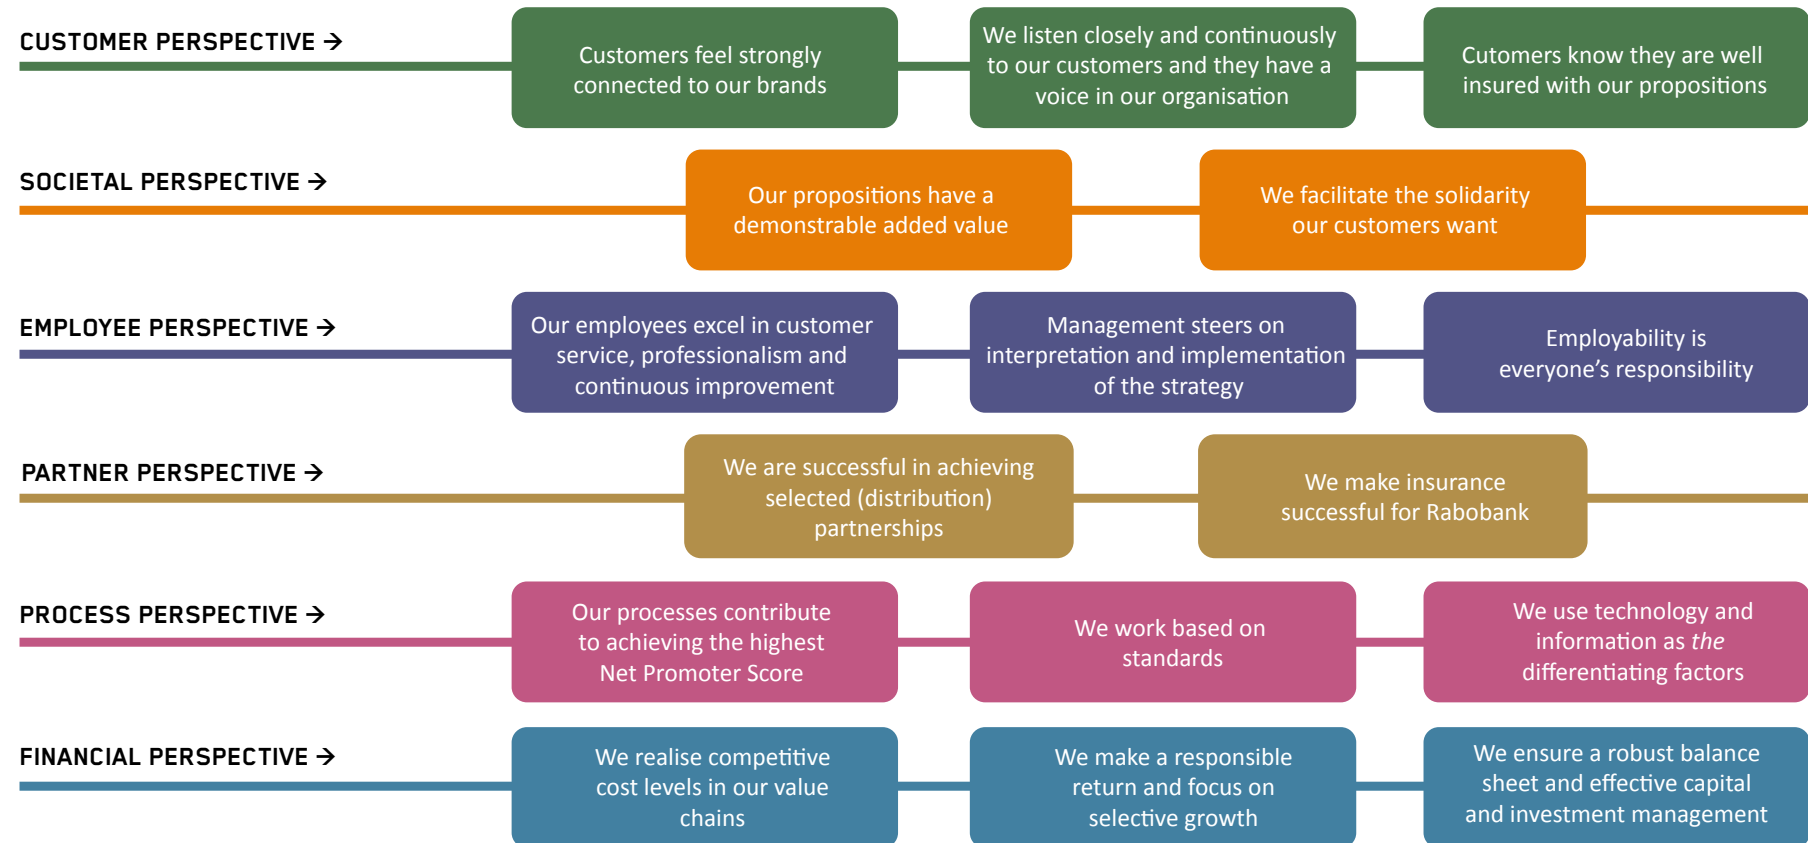 CUSTOMER PERSPECTIVE →
Customers feel strongly
connected to our brands
We listen closely and continuously
to our customers and they have a
voice in our organisation
Cutomers know they are well
insured with our propositions
SOCIETAL PERSPECTIVE →
Our propositions have a
demonstrable added value
We facilitate the solidarity
our customers want
EMPLOYEE PERSPECTIVE →
Our employees excel in customer
service, professionalism and
continuous improvement
Management steers on
interpretation and implementation
of the strategy
Employability is
everyone’s responsibility
PARTNER PERSPECTIVE →
We are successful in achieving
selected (distribution)
partnerships
We make insurance
successful for Rabobank
PROCESS PERSPECTIVE →
Our processes contribute
to achieving the highest
Net Promoter Score
We work based on
standards
We use technology and
information as the
differentiating factors
FINANCIAL PERSPECTIVE →
We realise competitive
cost levels in our value
chains
We make a responsible
return and focus on
selective growth
We ensure a robust balance
sheet and effective capital
and investment management